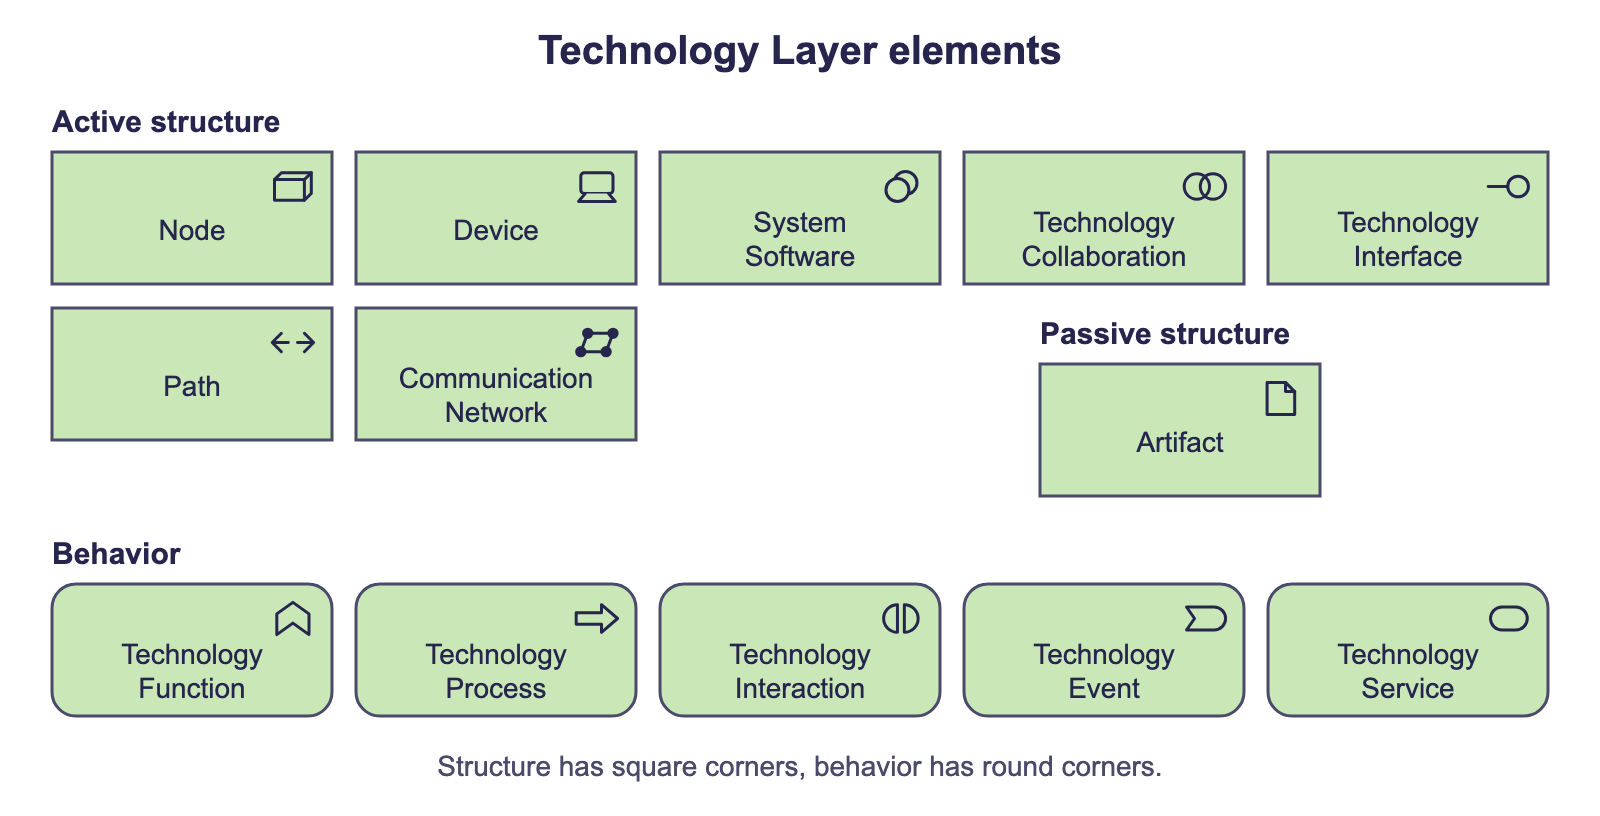 Technology Layer elements
Active structure
Node
Device
System
Software
Technology
Collaboration
Technology
Interface
Path
Communication
Network
Passive structure
Artifact
Behavior
Technology
Function
Technology
Process
Technology
Interaction
Technology
Event
Technology
Service
Structure has square corners, behavior has round corners.